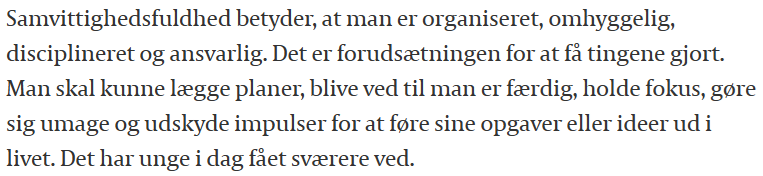 Samvittighedsfuldhed betyder, at man er organiseret, omhyggelig,
disciplineret og ansvarlig. Det er forudsætningen for at få tingene gjort.
Man skal kunne lægge planer, blive ved til man er færdig, holde fokus, gøre
sig umage og udskyde impulser for at føre sine opgaver eller ideer ud i
livet. Det har unge i dag fået sværere ved.